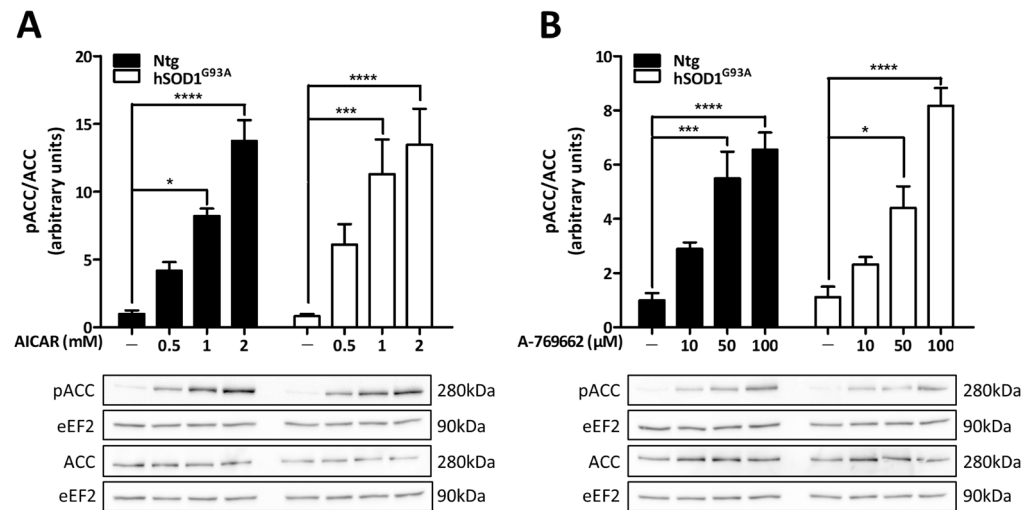 A
B
Ntg
hSOD1G93A
pACC/ACC
(arbitrary units)
20
15
10
5
0
****
*
***
****
AICAR (mM)
— 0.5 1 2 — 0.5 1 2
Ntg
hSOD1G93A
pACC/ACC
(arbitrary units)
10
8
6
4
2
0
****
***
****
*
A-769662 (µM)
— 10 50 100 — 10 50 100
pACC 280kDa
eEF2 90kDa
ACC 280kDa
eEF2 90kDa
pACC 280kDa
eEF2 90kDa
ACC 280kDa
eEF2 90kDa